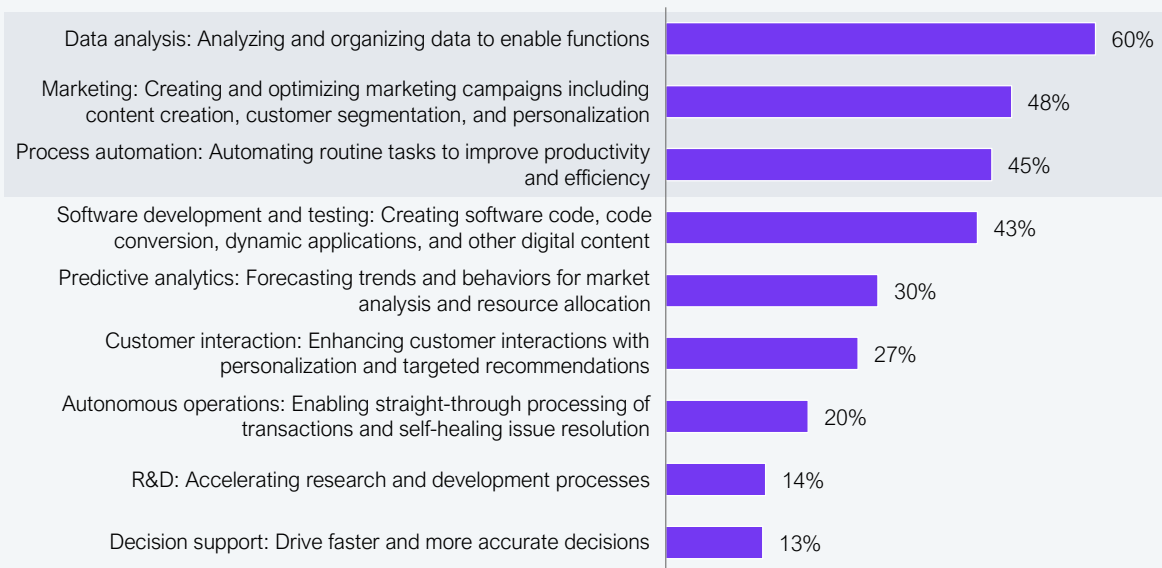 Data analysis: Analyzing and organizing data to enable functions
60%
Marketing: Creating and optimizing marketing campaigns including
content creation, customer segmentation, and personalization
48%
Process automation: Automating routine tasks to improve productivity
and efficiency
45%
Software development and testing: Creating software code, code
conversion, dynamic applications, and other digital content
43%
Predictive analytics: Forecasting trends and behaviors for market
analysis and resource allocation
30%
Customer interaction: Enhancing customer interactions with
personalization and targeted recommendations
27%
Autonomous operations: Enabling straight-through processing of
transactions and self-healing issue resolution
20%
R&D: Accelerating research and development processes
14%
Decision support: Drive faster and more accurate decisions
13%